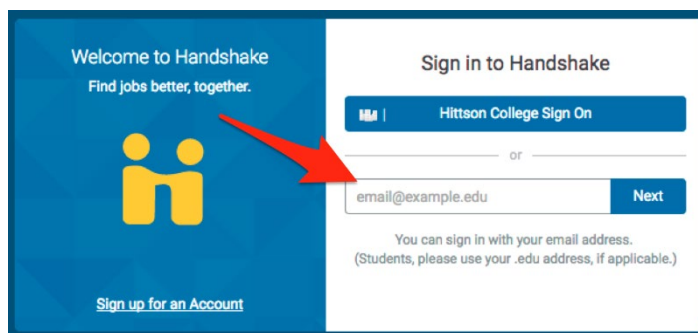 Welcome to Handshake
Find jobs better, together.
Sign up for an Account
Sign in to Handshake
Hittson College Sign On
or
email@example.edu
Next
You can sign in with your email address.
(Students, please use your .edu address, if applicable.)